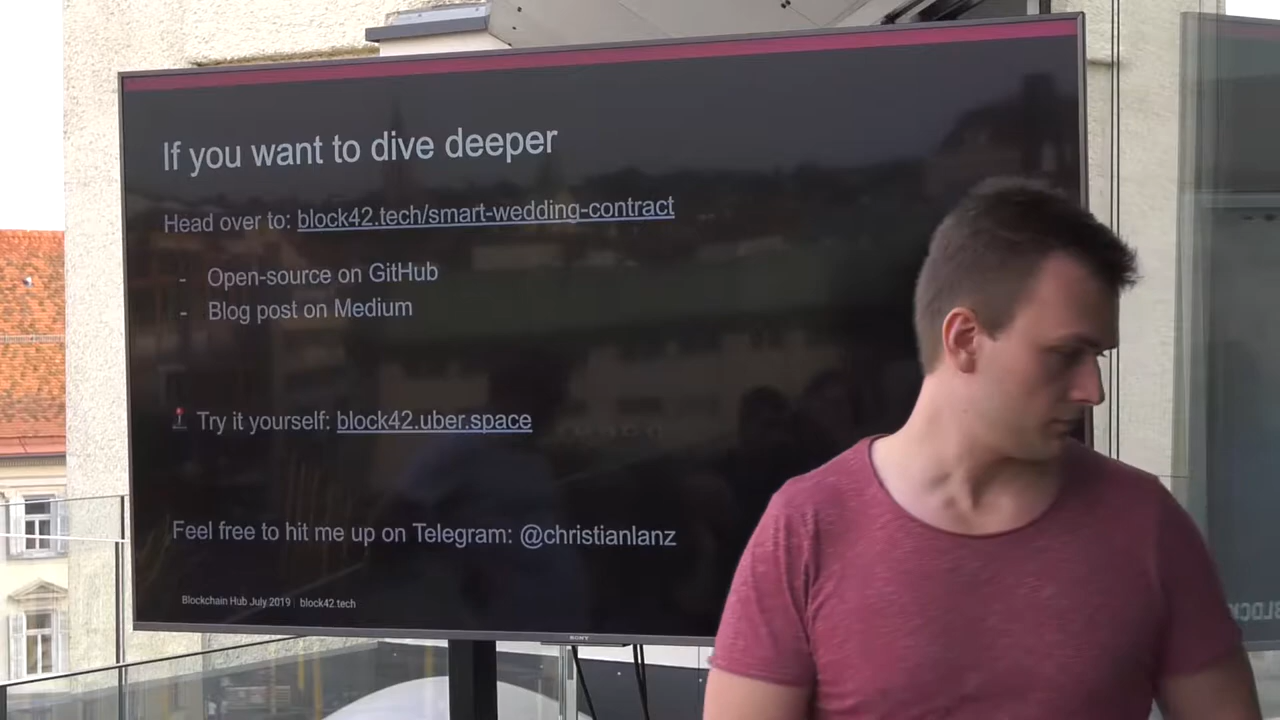 If you want to dive deeper
Head over to: block42.tech/smart-wedding-contract
- Open-source on GitHub
- Blog post on Medium
Try it yourself: block42.uber.space
Feel free to hit me up on Telegram: @christianlanz
Blockchain Hub July 2019 | block42.tech
SONY